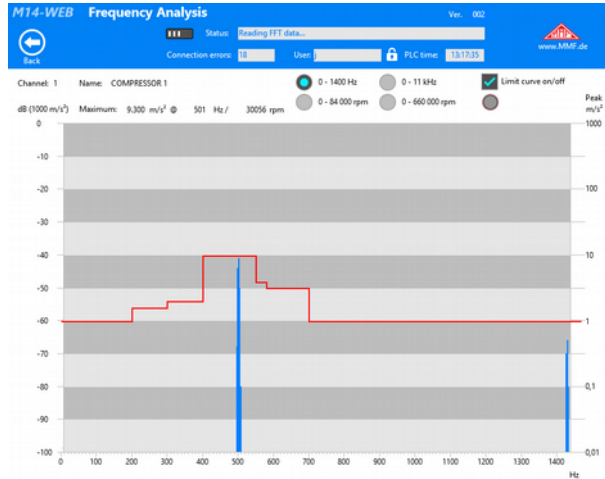 M14-WEB Frequency Analysis Ver. 002
Status: Reading FFT data...
Back
Connection errors: 18 User: j PLC time: 13:17:35
MMF
www.MMF.de
Channel: 1 Name: COMPRESSOR 1 0 - 1400 Hz 0 - 11 kHz Limit curve on/off
0 - 84 000 rpm 0 - 660 000 rpm
dB (1000 m/s²) Maximum: 9.300 m/s² @ 501 Hz / 30056 rpm Peak m/s²
0 1000
-10
-20 100
-30
-40 10
-50
-60 1
-70
-80 0,1
-90
-100 0,01
0 100 200 300 400 500 600 700 800 900 1000 1100 1200 1300 1400
Hz